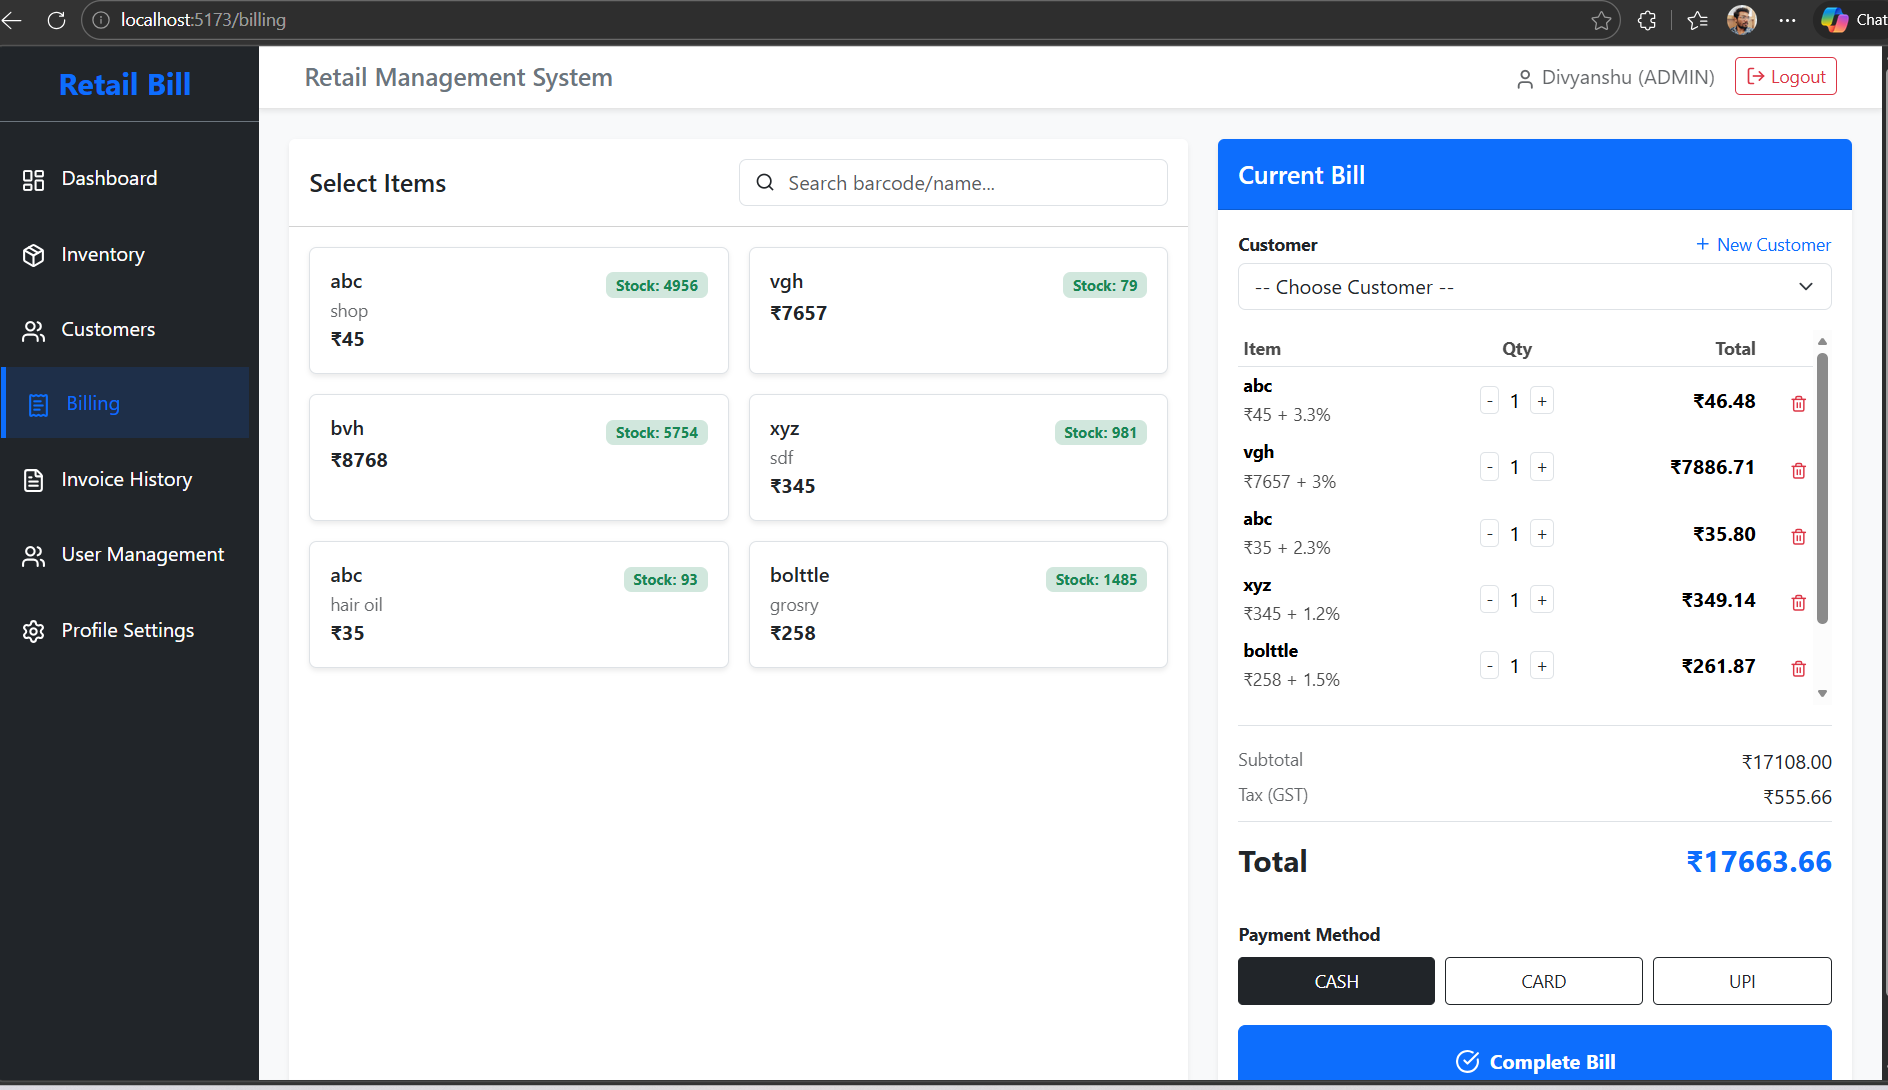 localhost:5173/billing
Chat
Retail Bill
Retail Management System
Divyanshu (ADMIN)
Logout
Dashboard
Inventory
Customers
Billing
Invoice History
User Management
Profile Settings
Select Items
Search barcode/name...
abc
Stock: 4956
shop
₹45
vgh
Stock: 79
₹7657
bvh
Stock: 5754
₹8768
xyz
Stock: 981
sdf
₹345
abc
Stock: 93
hair oil
₹35
bolttle
Stock: 1485
grosry
₹258
Current Bill
Customer
+ New Customer
-- Choose Customer --
Item Qty Total
abc
₹45 + 3.3%
- 1 + ₹46.48
vgh
₹7657 + 3%
- 1 + ₹7886.71
abc
₹35 + 2.3%
- 1 + ₹35.80
xyz
₹345 + 1.2%
- 1 + ₹349.14
bolttle
₹258 + 1.5%
- 1 + ₹261.87
Subtotal ₹17108.00
Tax (GST) ₹555.66
Total ₹17663.66
Payment Method
CASH CARD UPI
Complete Bill